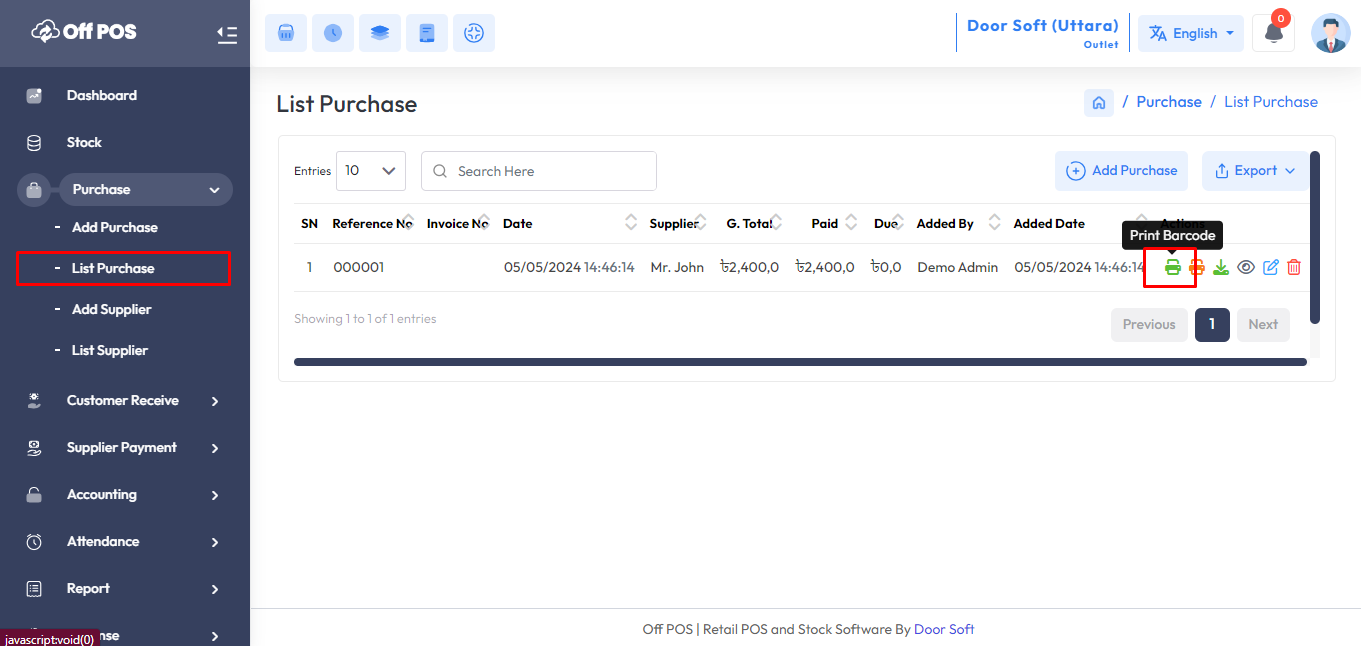 Off POS
Door Soft (Uttara)
Outlet
English
0
Dashboard
Stock
Purchase
- Add Purchase
- List Purchase
- Add Supplier
- List Supplier
Customer Receive
Supplier Payment
Accounting
Attendance
Report
nse
javascript:void(0)
List Purchase
/ Purchase / List Purchase
Entries 10 Search Here
Add Purchase Export
SN Reference No Invoice No Date Supplier G. Total Paid Due Added By Added Date Actions
Print Barcode
1 000001 05/05/2024 14:46:14 Mr. John ৳2,400,0 ৳2,400,0 ৳0,0 Demo Admin 05/05/2024 14:46:14
Showing 1 to 1 of 1 entries
Previous 1 Next
Off POS | Retail POS and Stock Software By Door Soft